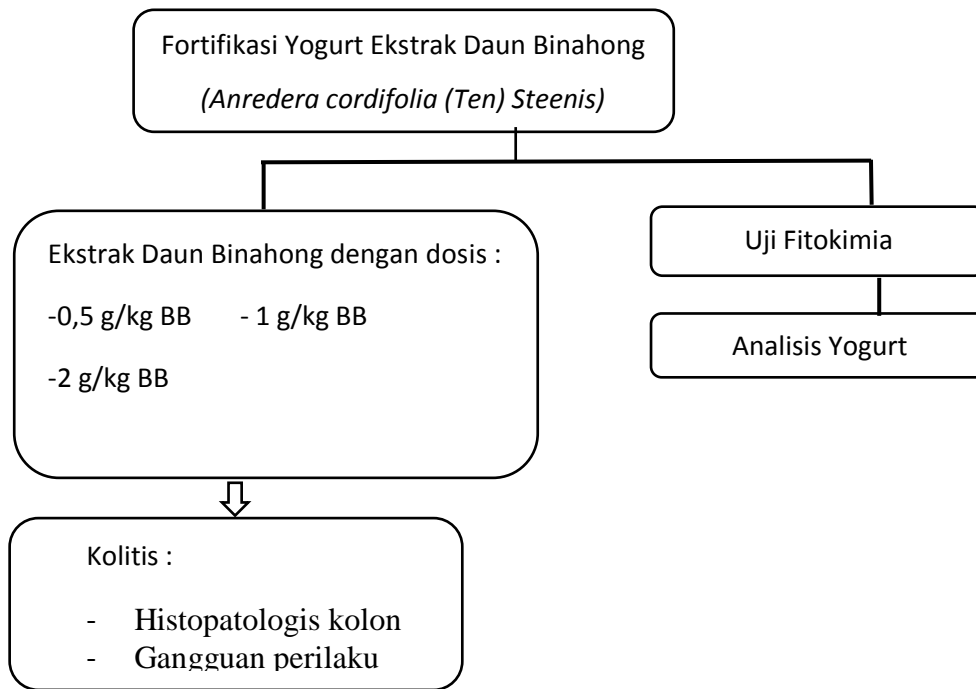 Fortifikasi Yogurt Ekstrak Daun Binahong
(Anredera cordifolia (Ten) Steenis)
Ekstrak Daun Binahong dengan dosis :
-0,5 g/kg BB - 1 g/kg BB
-2 g/kg BB
Uji Fitokimia
Analisis Yogurt
Kolitis :
- Histopatologis kolon
- Gangguan perilaku